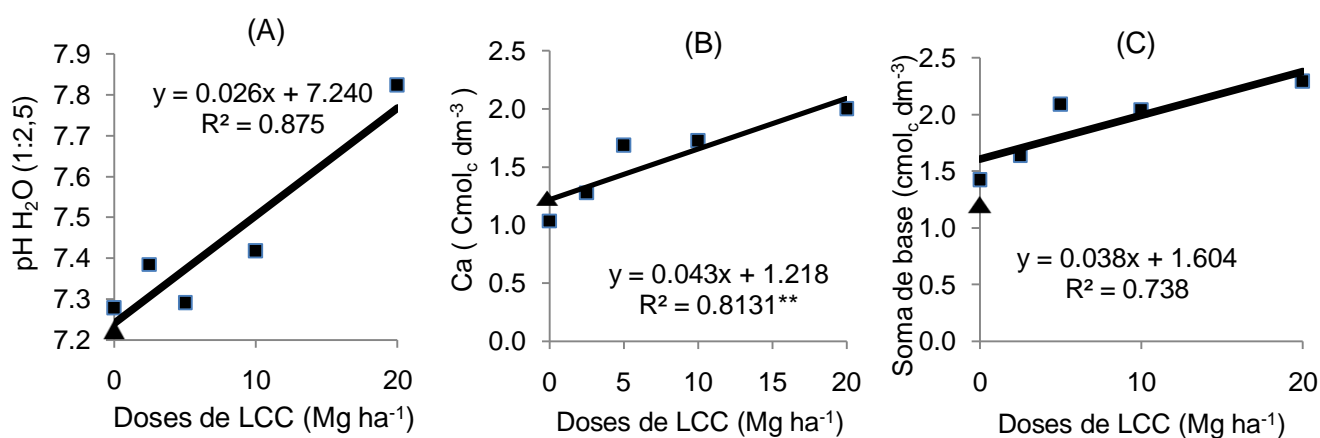 (A)
pH H₂O (1:2,5)
7.9
7.8
7.7
7.6
7.5
7.4
7.3
7.2
y = 0.026x + 7.240
R² = 0.875
0 10 20
Doses de LCC (Mg ha⁻¹)
(B)
Ca ( Cmol꜀ dm⁻³ )
2.5
2.0
1.5
1.0
0.5
0.0
y = 0.043x + 1.218
R² = 0.8131**
0 5 10 15 20
Doses de LCC (Mg ha⁻¹)
(C)
Soma de base (cmol꜀ dm⁻³)
2.5
2.0
1.5
1.0
0.5
0.0
y = 0.038x + 1.604
R² = 0.738
0 10 20
Doses de LCC (Mg ha⁻¹)